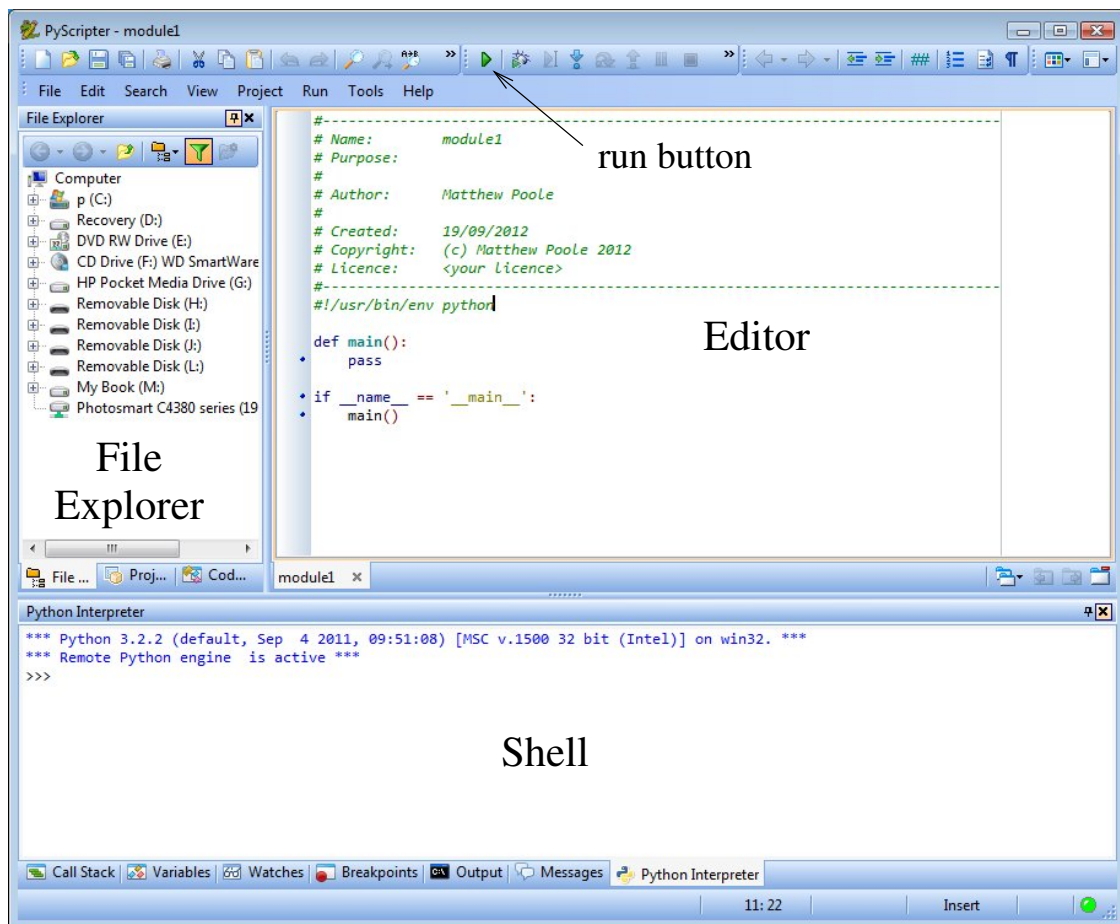 PyScripter - module1
File Edit Search View Project Run Tools Help
File Explorer
Computer
p (C:)
Recovery (D:)
DVD RW Drive (E:)
CD Drive (F:) WD SmartWare
HP Pocket Media Drive (G:)
Removable Disk (H:)
Removable Disk (I:)
Removable Disk (J:)
Removable Disk (L:)
My Book (M:)
Photosmart C4380 series (19
File
Explorer
File ... Proj... Cod...
#---------------------------------------------------------------------------
# Name: module1
# Purpose:
#
# Author: Matthew Poole
#
# Created: 19/09/2012
# Copyright: (c) Matthew Poole 2012
# Licence: <your licence>
#---------------------------------------------------------------------------
#!/usr/bin/env python
def main():
pass
if __name__ == '__main__':
main()
run button
Editor
module1
Python Interpreter
*** Python 3.2.2 (default, Sep 4 2011, 09:51:08) [MSC v.1500 32 bit (Intel)] on win32. ***
*** Remote Python engine is active ***
>>>
Shell
Call Stack Variables Watches Breakpoints Output Messages Python Interpreter
11: 22 Insert